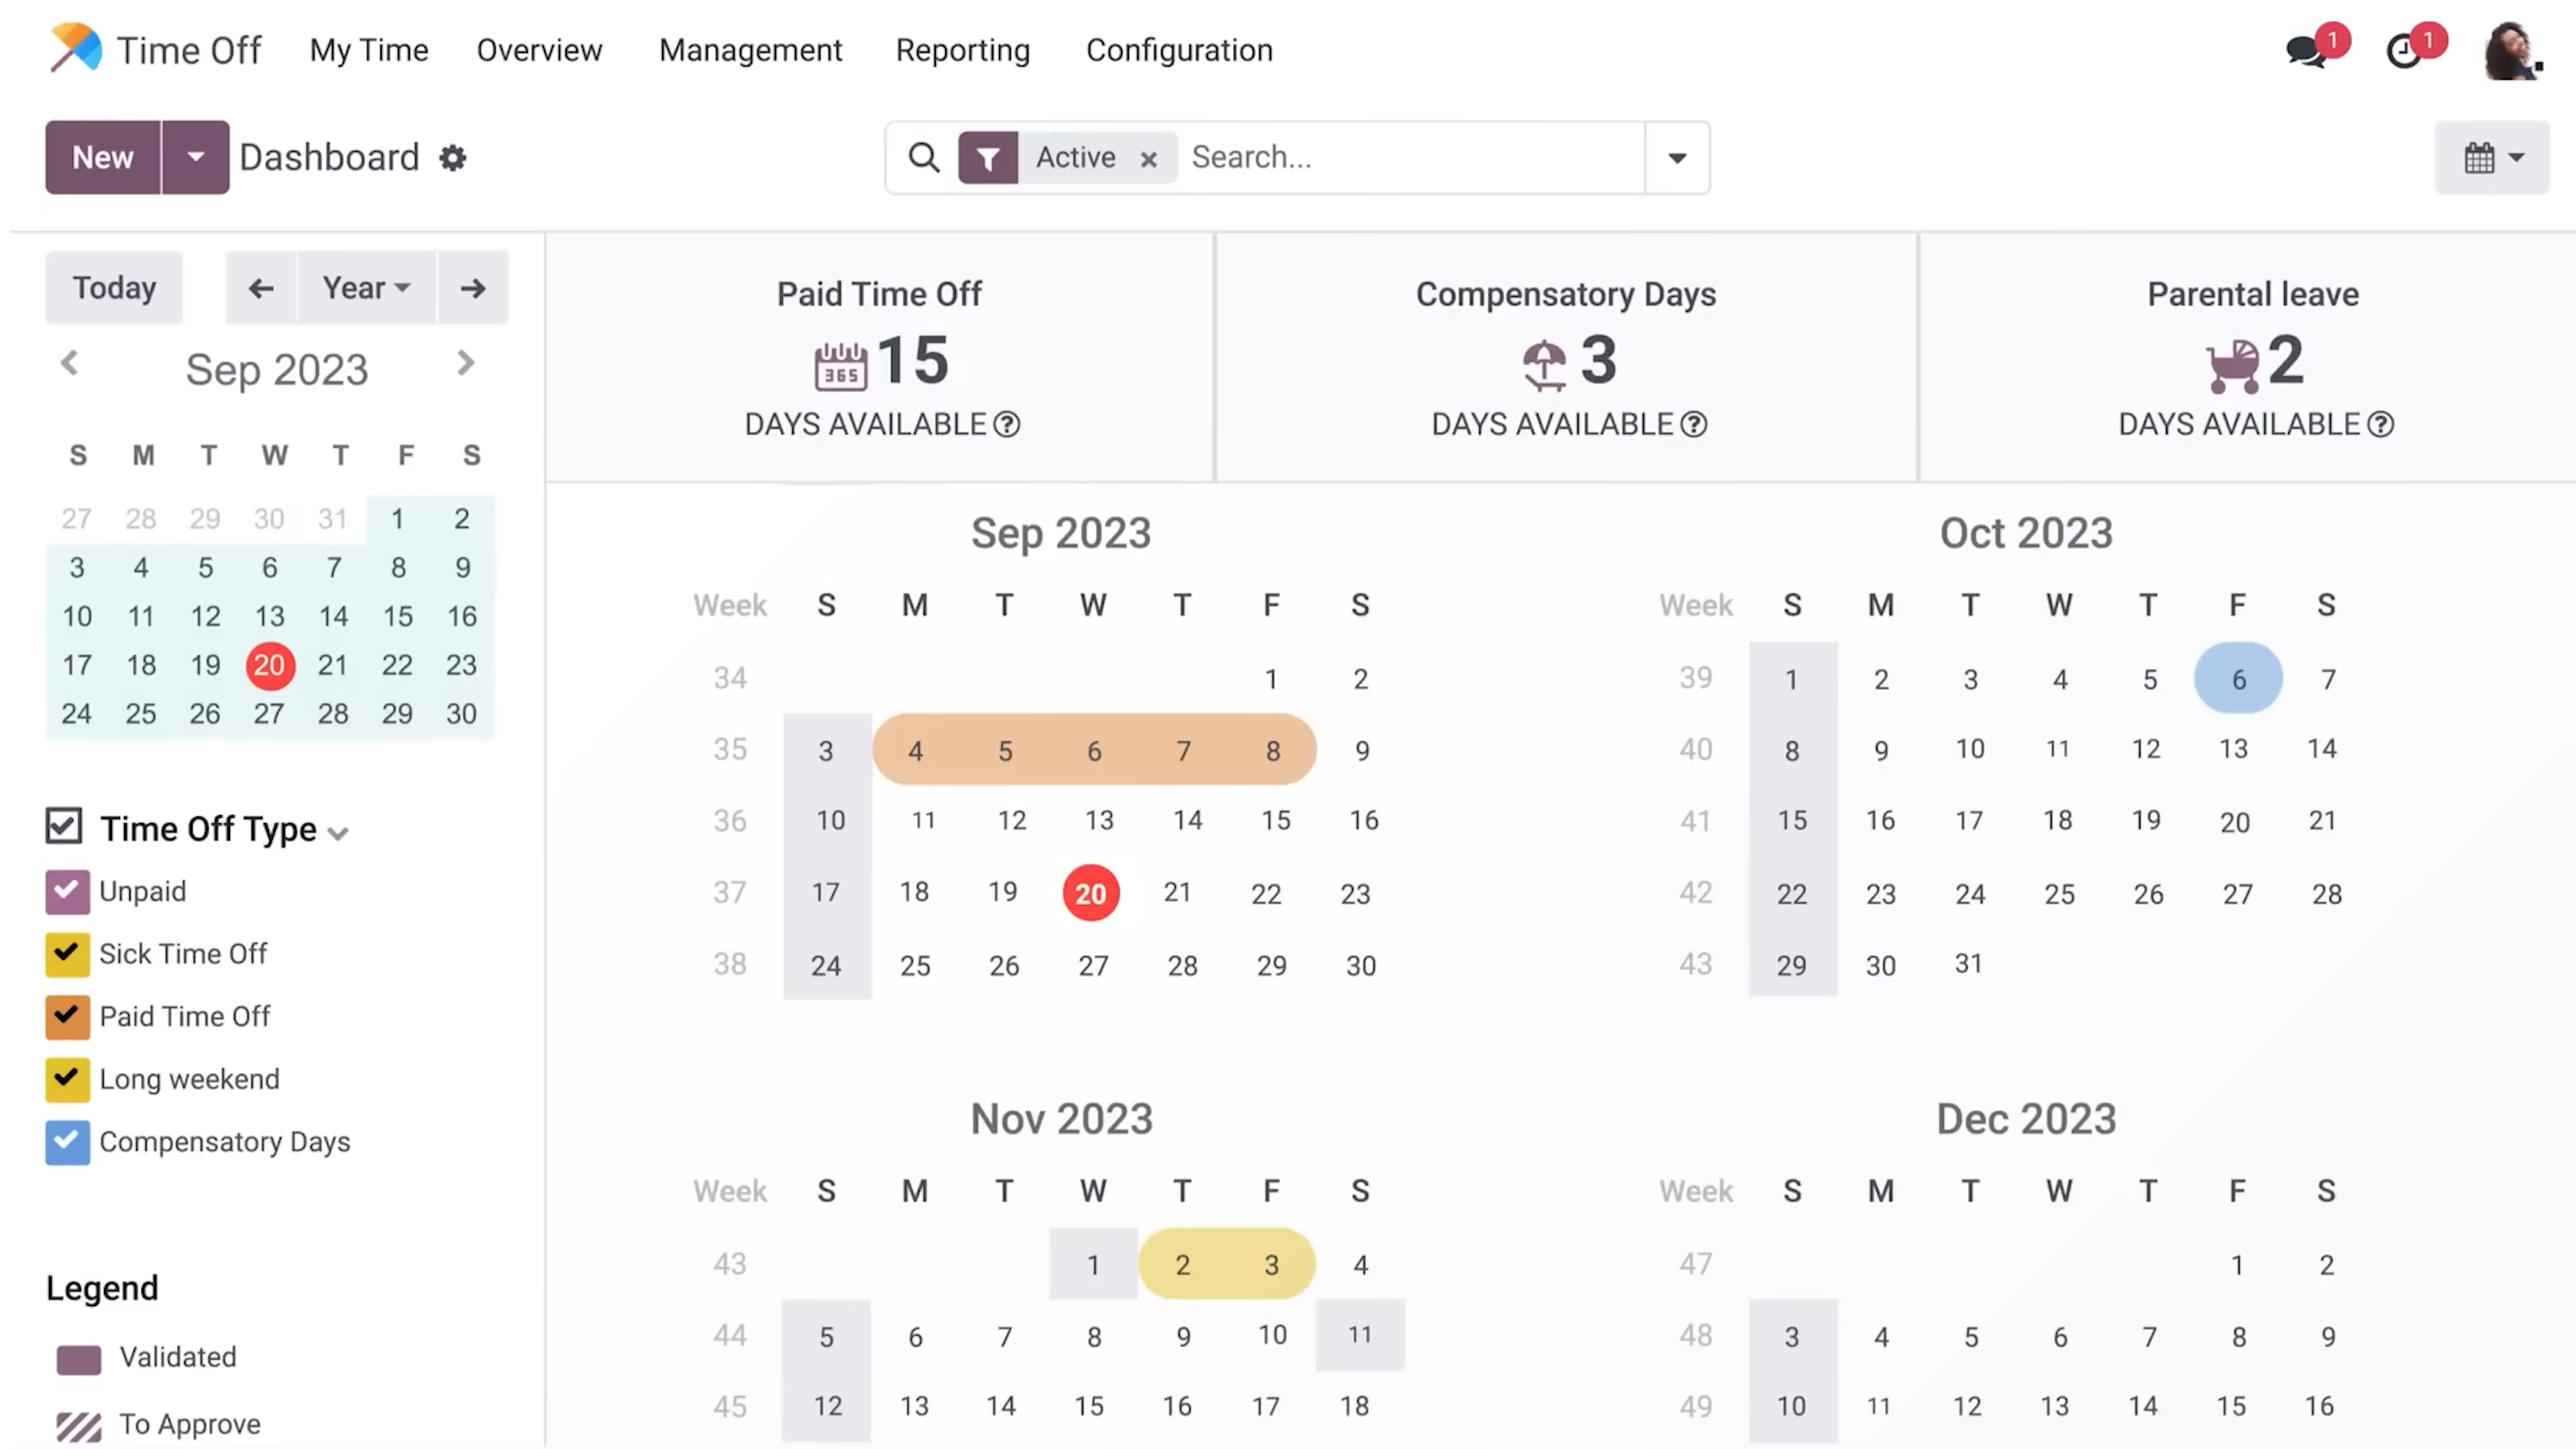 Time Off My Time Overview Management Reporting Configuration 1 1
New Dashboard Active Search...
Today Year
Sep 2023
S M T W T F S
27 28 29 30 31 1 2
3 4 5 6 7 8 9
10 11 12 13 14 15 16
17 18 19 20 21 22 23
24 25 26 27 28 29 30
Time Off Type
Unpaid
Sick Time Off
Paid Time Off
Long weekend
Compensatory Days
Legend
Validated
To Approve
Paid Time Off
365 15
DAYS AVAILABLE ?
Compensatory Days
3
DAYS AVAILABLE ?
Parental leave
2
DAYS AVAILABLE ?
Sep 2023
Week S M T W T F S
34 1 2
35 3 4 5 6 7 8 9
36 10 11 12 13 14 15 16
37 17 18 19 20 21 22 23
38 24 25 26 27 28 29 30
Oct 2023
Week S M T W T F S
39 1 2 3 4 5 6 7
40 8 9 10 11 12 13 14
41 15 16 17 18 19 20 21
42 22 23 24 25 26 27 28
43 29 30 31
Nov 2023
Week S M T W T F S
43 1 2 3 4
44 5 6 7 8 9 10 11
45 12 13 14 15 16 17 18
Dec 2023
Week S M T W T F S
47 1 2
48 3 4 5 6 7 8 9
49 10 11 12 13 14 15 16